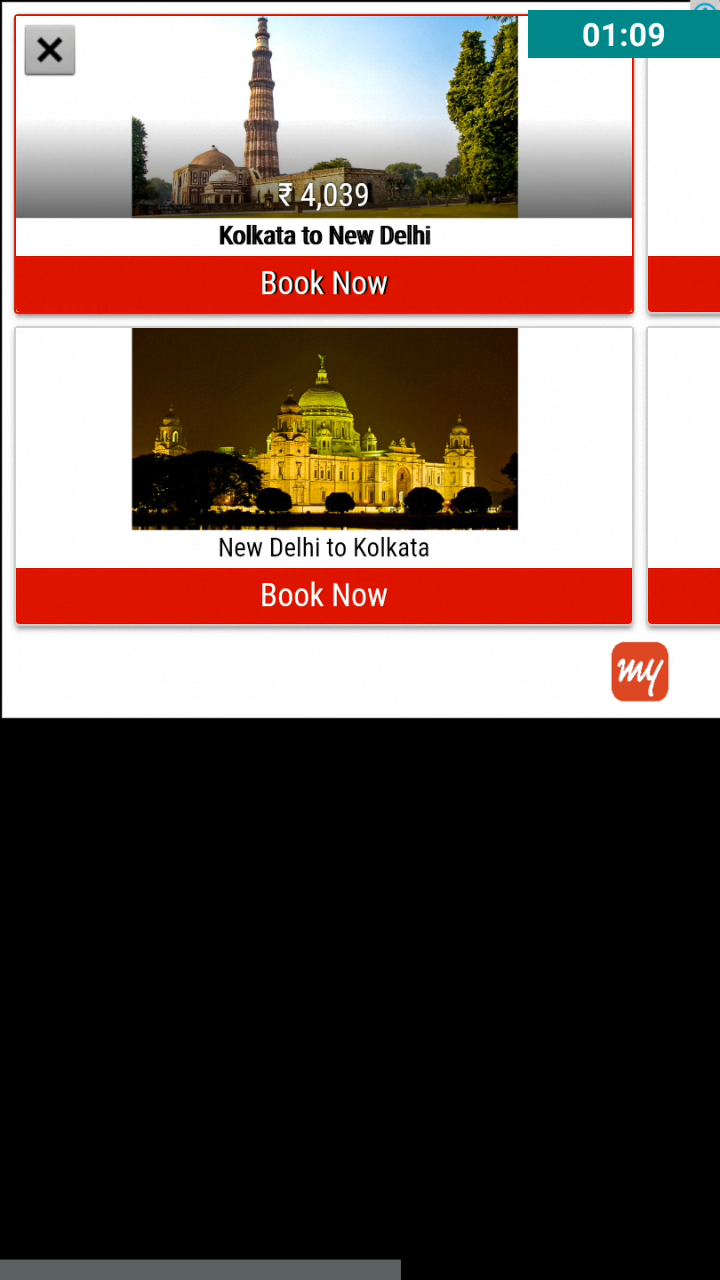 01:09
₹ 4,039
Kolkata to New Delhi
Book Now
New Delhi to Kolkata
Book Now
my